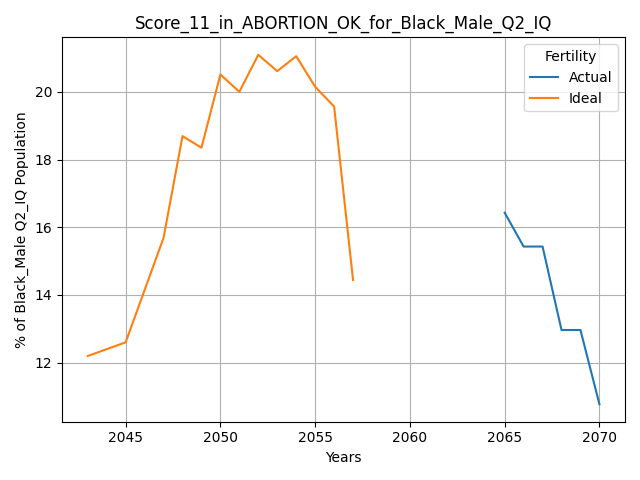 Score_11_in_ABORTION_OK_for_Black_Male_Q2_IQ
Fertility
Actual
Ideal
% of Black_Male Q2_IQ Population
20
18
16
14
12
2045 2050 2055 2060 2065 2070
Years